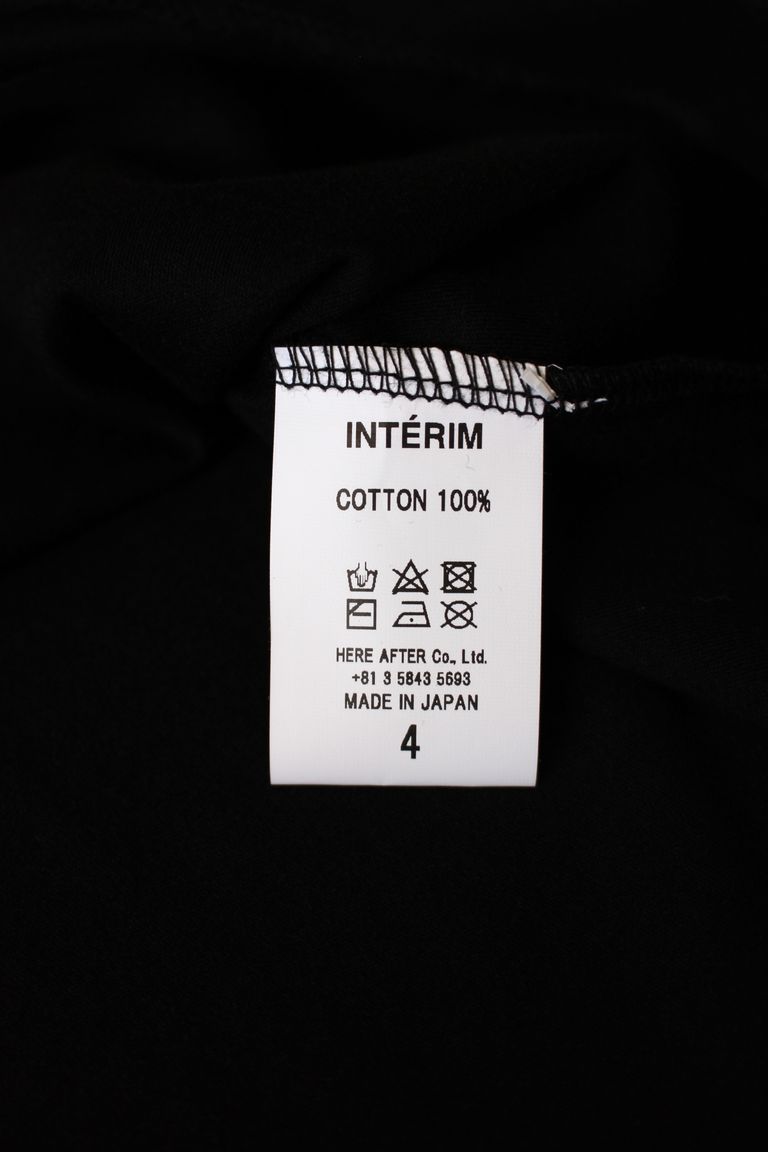 INTÉRIM
COTTON 100%
HERE AFTER Co., Ltd.
+81 3 5843 5693
MADE IN JAPAN
4